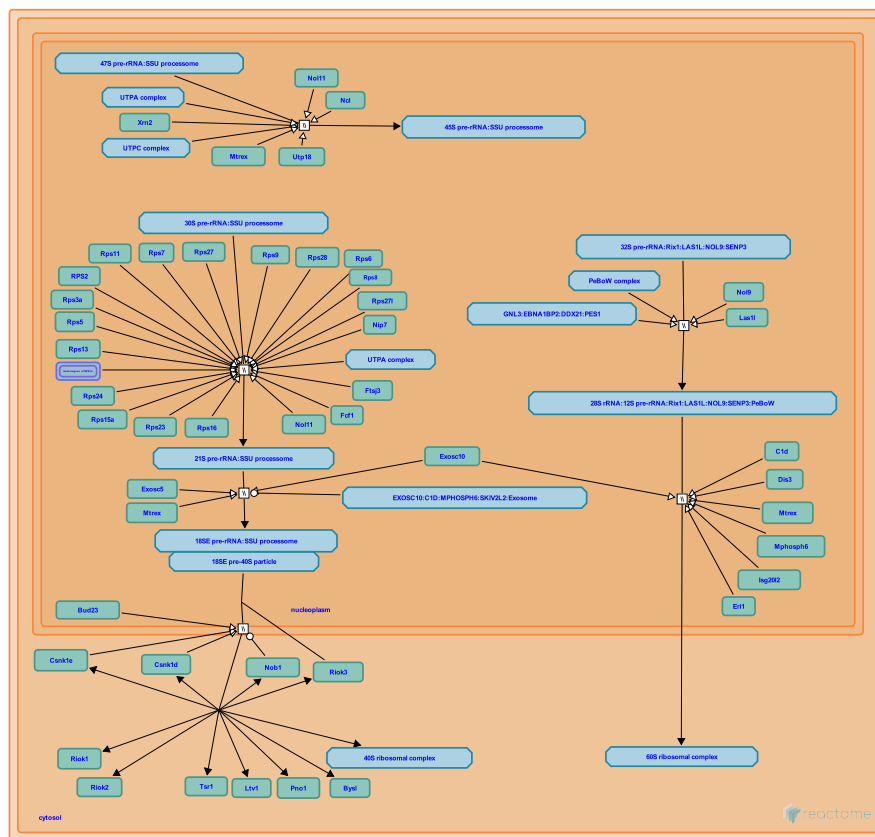 47S pre-rRNA:SSU processome
Nol11
UTPA complex
Ncl
Xrn2
45S pre-rRNA:SSU processome
UTPC complex
Mtrex
Utp18
30S pre-rRNA:SSU processome
Rps11
Rps7
Rps27
Rps9
Rps28
Rps6
RPS2
Rps8
Rps3a
Rps27l
Rps5
Nip7
Rps13
UTPA complex
Rps24
Ftaj3
Rps15a
Rps23
Rps16
Nol11
Fcf1
32S pre-rRNA:Rix1:LAS1L:NOL9:SENP3
PeBoW complex
Nol9
GNL3:EBNA1BP2:DDX21:PES1
Las1l
28S rRNA:12S pre-rRNA:Rix1:LAS1L:NOL9:SENP3:PeBoW
21S pre-rRNA:SSU processome
Exosc10
C1d
Exosc5
EXOSC10:C1D:MPHOSPH6:SKIV2L2:Exosome
Dis3
Mtrex
Mtrex
18SE pre-rRNA:SSU processome
Mphosph6
18SE pre-40S particle
Isg20l2
Eri1
nucleoplasm
Bud23
Csnk1e
Csnk1d
Nob1
Riok3
Riok1
40S ribosomal complex
60S ribosomal complex
Riok2
Tsr1
Ltv1
Pno1
Bysl
cytosol
reactome